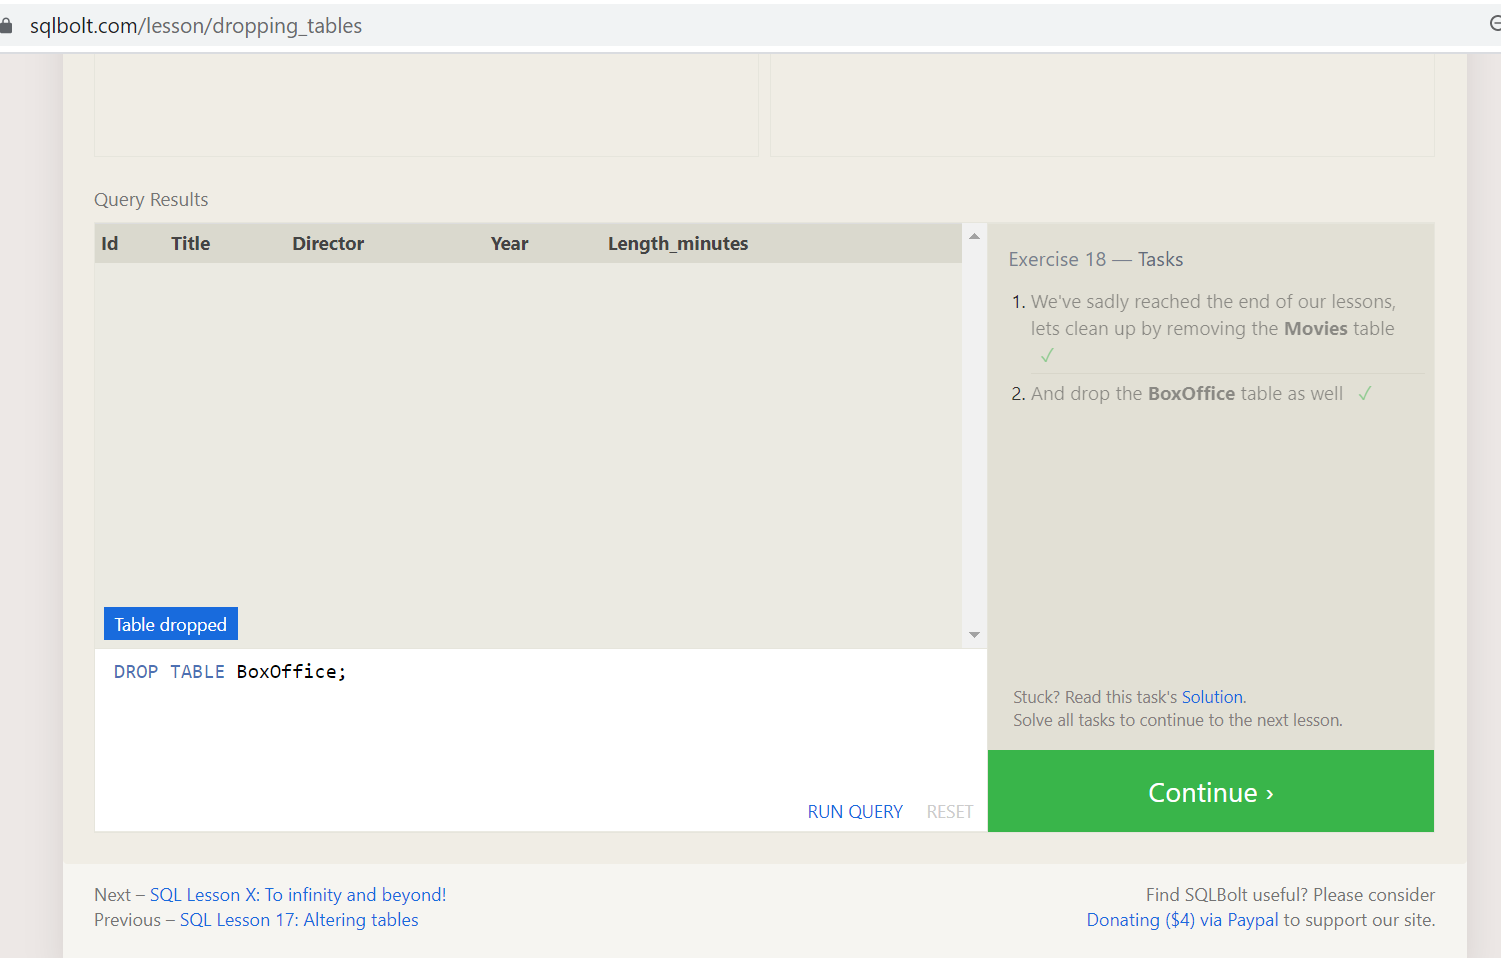 sqlbolt.com/lesson/dropping_tables
Query Results
Id Title Director Year Length_minutes
Table dropped
DROP TABLE BoxOffice;
RUN QUERY RESET
Exercise 18 — Tasks
1. We've sadly reached the end of our lessons,
lets clean up by removing the Movies table
✓
2. And drop the BoxOffice table as well ✓
Stuck? Read this task's Solution.
Solve all tasks to continue to the next lesson.
Continue ›
Next – SQL Lesson X: To infinity and beyond!
Previous – SQL Lesson 17: Altering tables
Find SQLBolt useful? Please consider
Donating ($4) via Paypal to support our site.